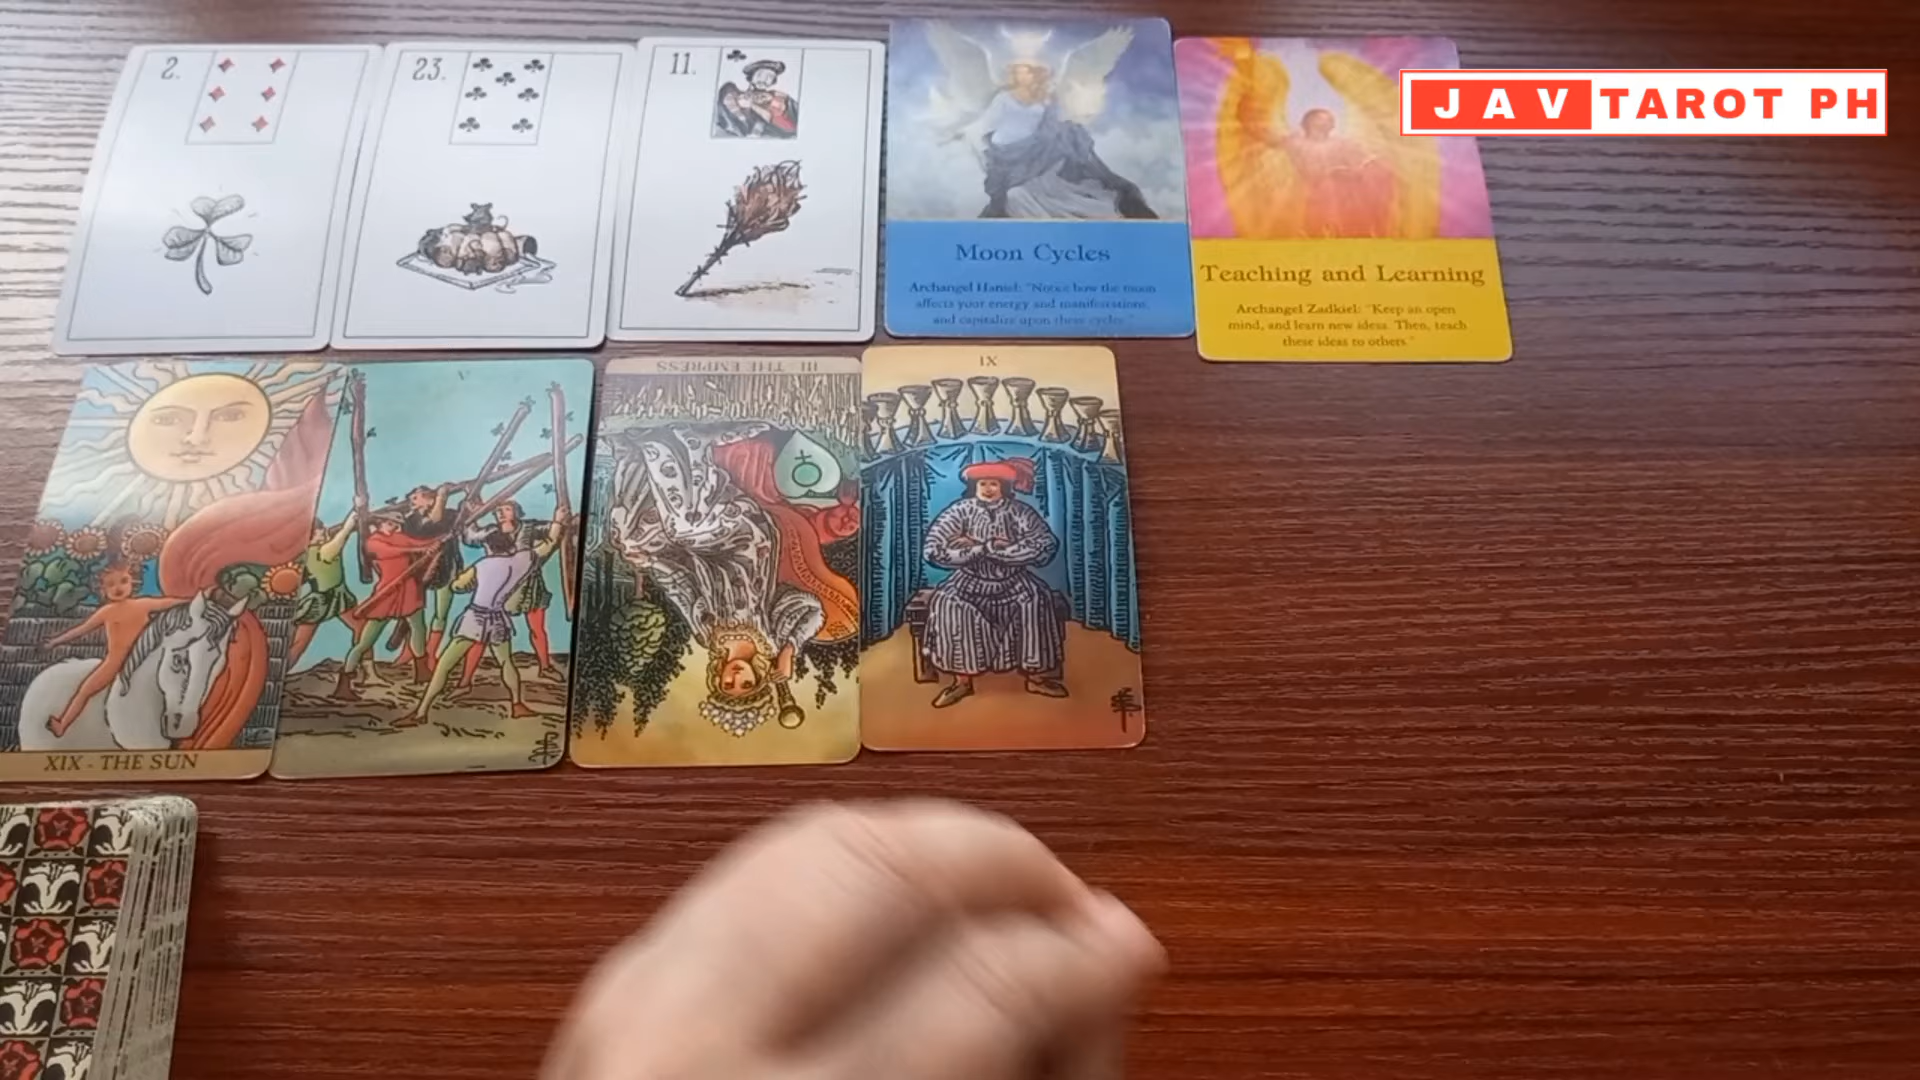 2.
23.
11.
JAV TAROT PH
Moon Cycles
Archangel Haniel: "Notice how the moon
affects your energy and manifestations,
and capitalize upon these cycles."
Teaching and Learning
Archangel Zadkiel: "Keep an open
mind, and learn new ideas. Then, teach
these ideas to others."
V
III - THE EMPRESS
IX
XIX - THE SUN